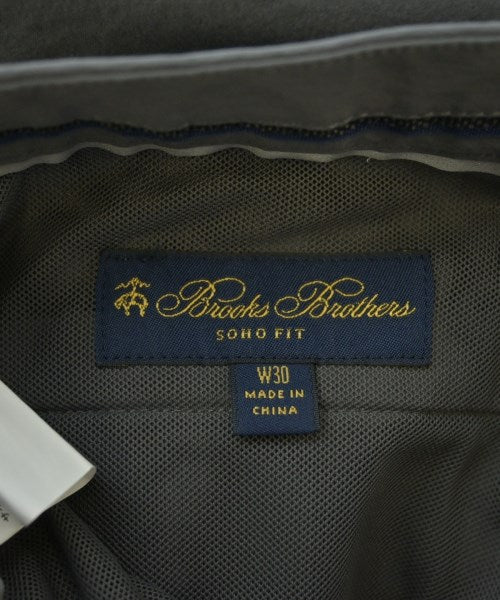 Brooks Brothers
SOHO FIT
W30
MADE IN
CHINA